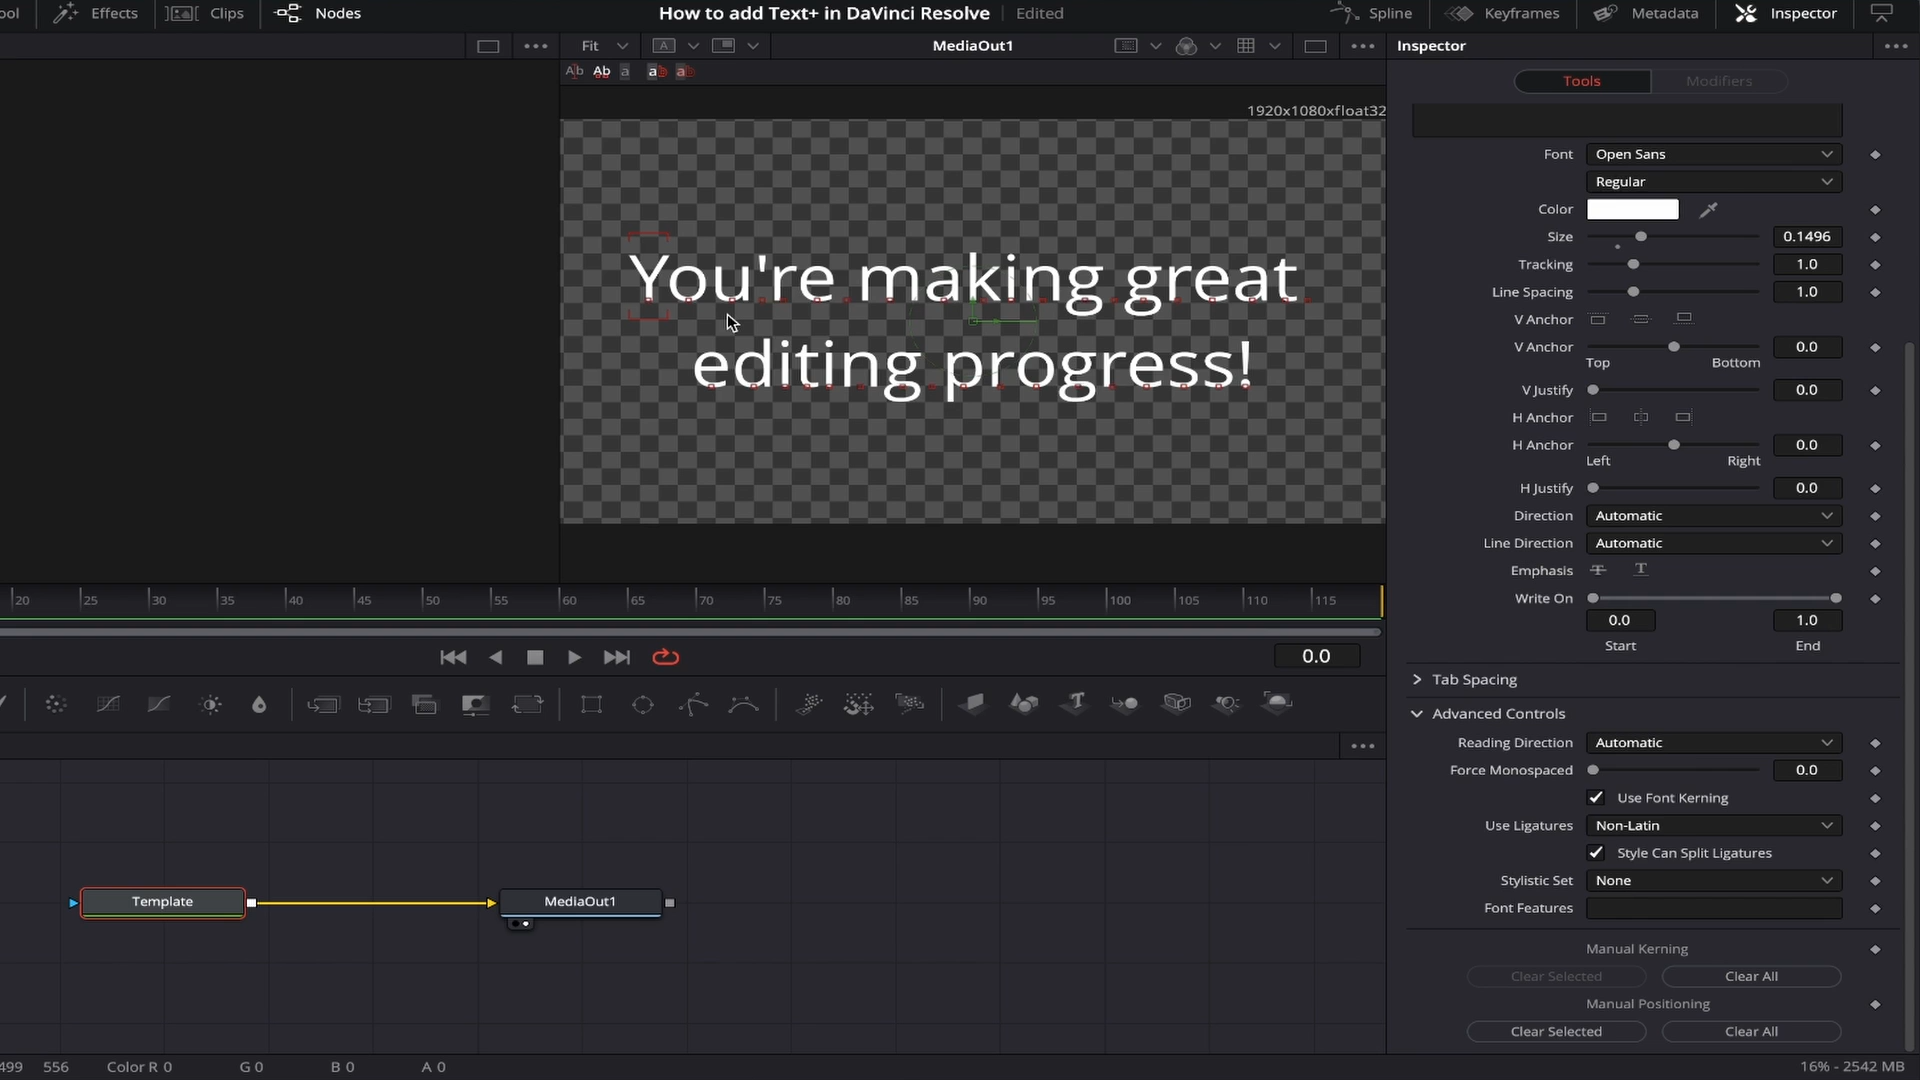 ool Effects Clips Nodes How to add Text+ in DaVinci Resolve Edited Spline Keyframes Metadata Inspector
Fit A MediaOut1 Inspector
Ab Ab a ab ab
Tools Modifiers
1920x1080xfloat32
Font Open Sans
Regular
Color
Size 0.1496
Tracking 1.0
Line Spacing 1.0
V Anchor
V Anchor 0.0
Top Bottom
V Justify 0.0
H Anchor
H Anchor 0.0
Left Right
H Justify 0.0
Direction Automatic
Line Direction Automatic
Emphasis T T
Write On
0.0 1.0
Start End
You're making great
editing progress!
20 25 30 35 40 45 50 55 60 65 70 75 80 85 90 95 100 105 110 115
0.0
T
Tab Spacing
Advanced Controls
Reading Direction Automatic
Force Monospaced 0.0
Use Font Kerning
Use Ligatures Non-Latin
Style Can Split Ligatures
Stylistic Set None
Font Features
Manual Kerning
Clear Selected Clear All
Manual Positioning
Clear Selected Clear All
Template MediaOut1
499 556 Color R 0 G 0 B 0 A 0 16% - 2542 MB